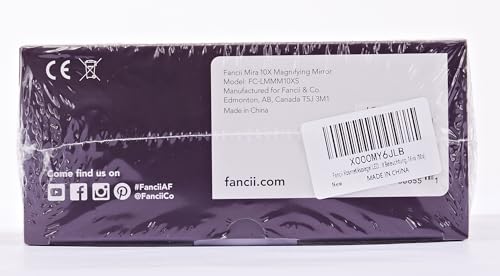 CE
Fancii Mira 10X Magnifying Mirror
Model: FC-LMMM10XS
Manufactured for Fancii & Co.
Edmonton, AB, Canada T5J 3M1
Made in China
fancii.com
X000MY6JLB
New
MADE IN CHINA
Come find us on
#FanciiAF
@FanciiCo